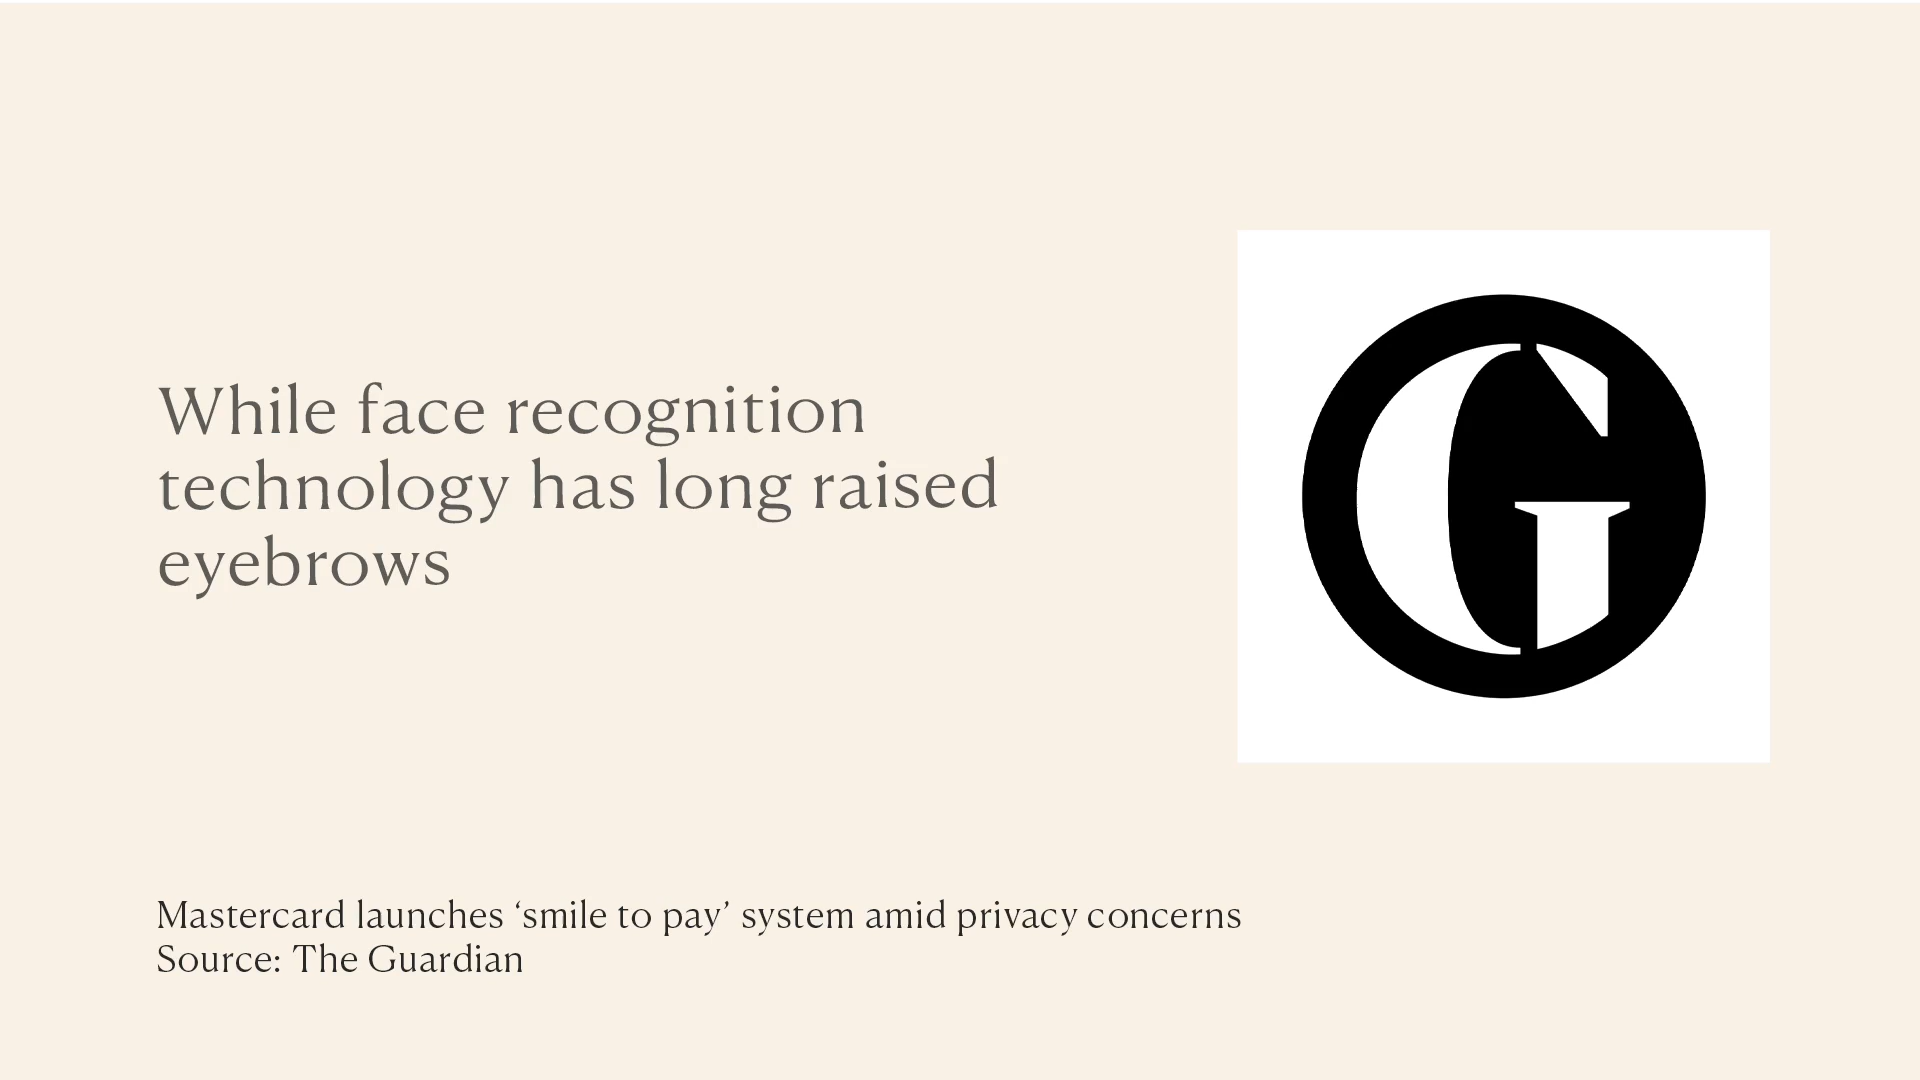 While face recognition
technology has long raised
eyebrows
G
Mastercard launches ‘smile to pay’ system amid privacy concerns
Source: The Guardian